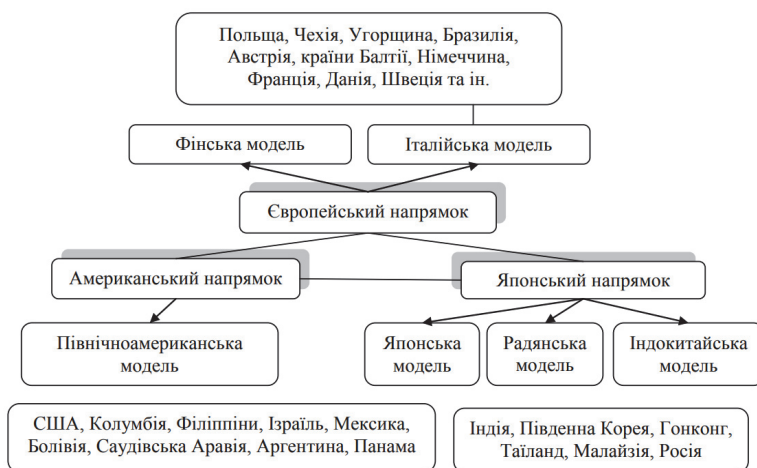 Польща, Чехія, Угорщина, Бразилія,
Австрія, країни Балтії, Німеччина,
Франція, Данія, Швеція та ін.
Фінська модель
Італійська модель
Європейський напрямок
Американський напрямок
Японський напрямок
Північноамериканська
модель
Японська
модель
Радянська
модель
Індокитайська
модель
США, Колумбія, Філіппіни, Ізраїль, Мексика,
Болівія, Саудівська Аравія, Аргентина, Панама
Індія, Південна Корея, Гонконг,
Таїланд, Малайзія, Росія